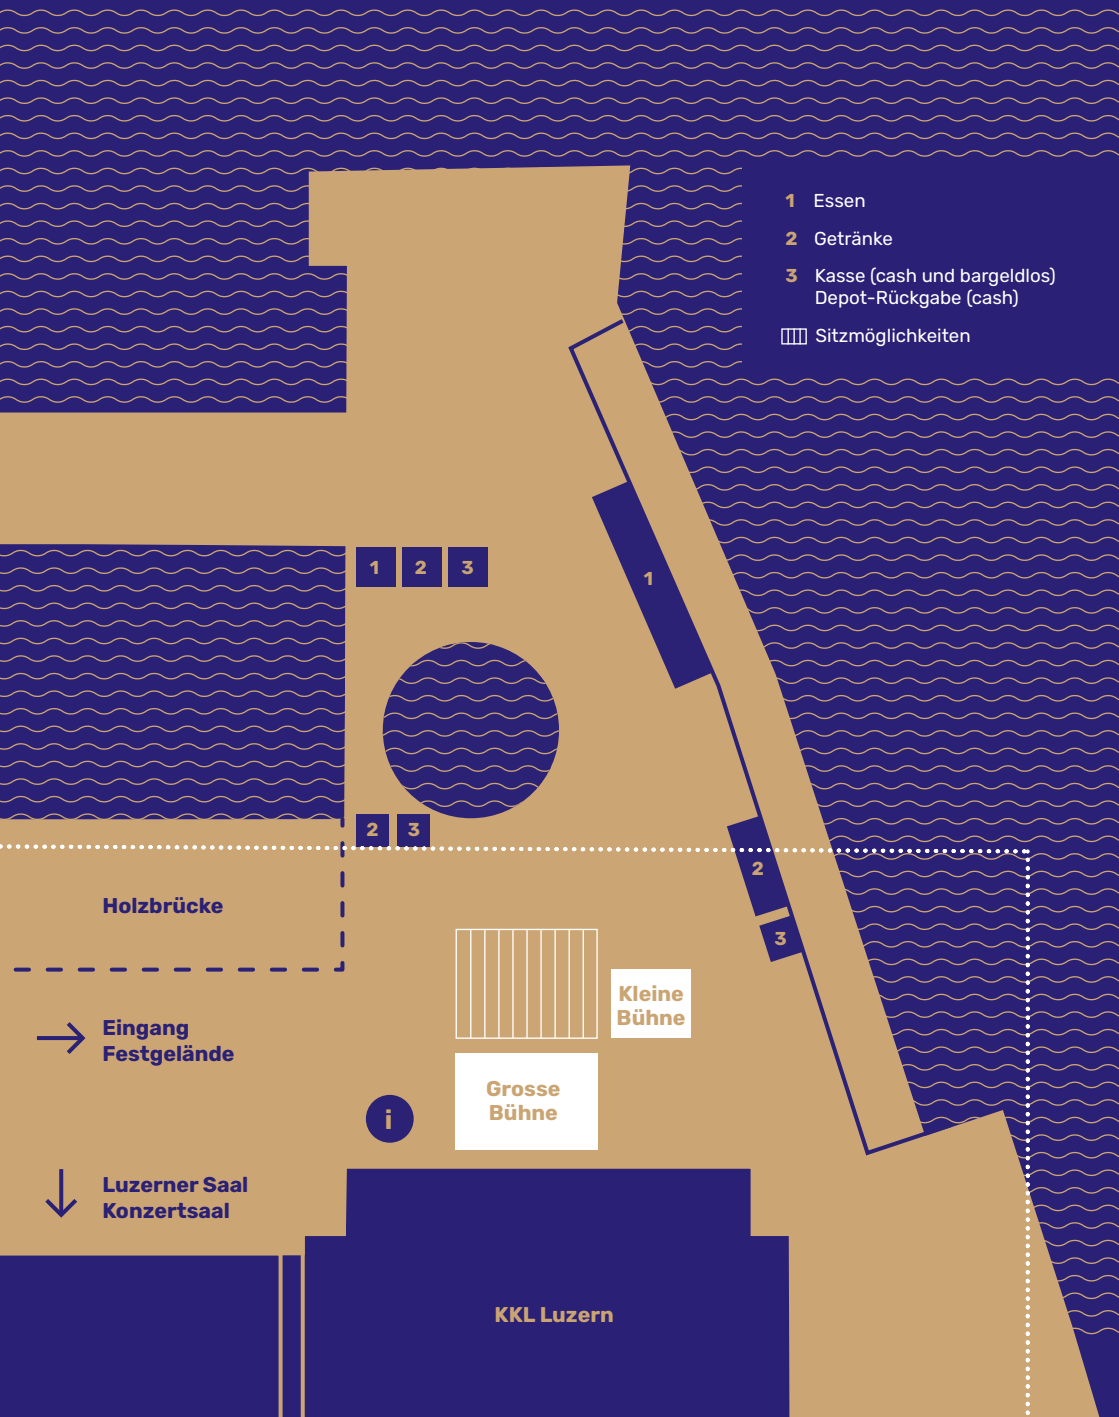 1 Essen
2 Getränke
3 Kasse (cash und bargeldlos)
Depot-Rückgabe (cash)
Sitzmöglichkeiten
1 2 3
1
2 3
2
3
Holzbrücke
Kleine
Bühne
Eingang
Festgelände
Grosse
Bühne
i
Luzerner Saal
Konzertsaal
KKL Luzern